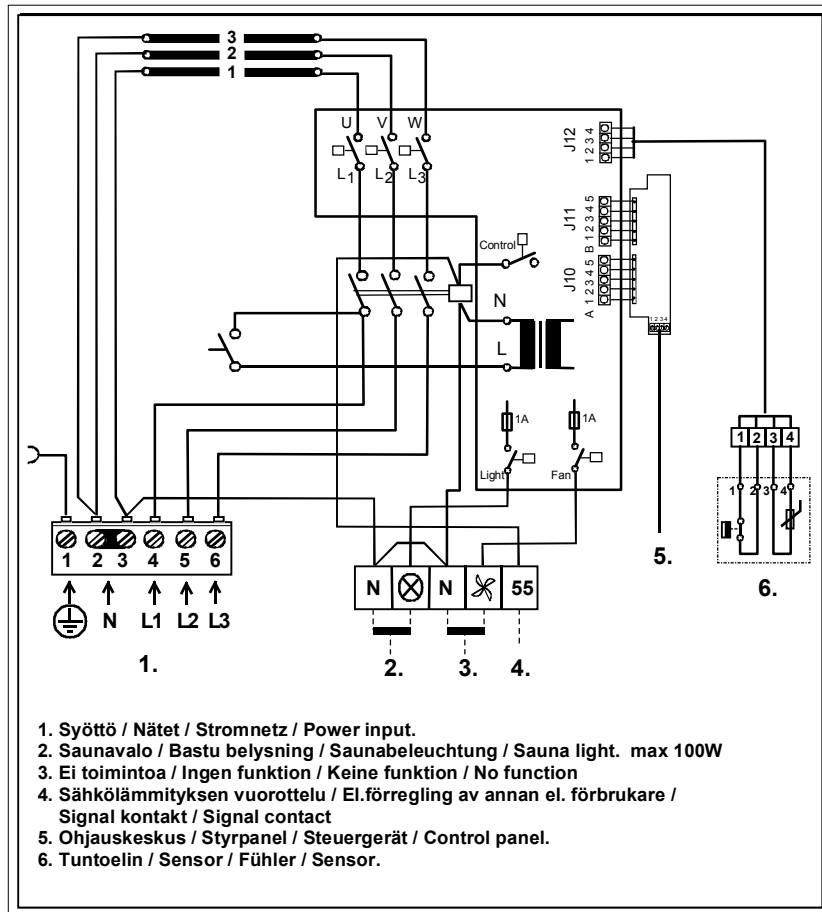 3
2
1
U V W
L1 L2 L3
J12
1 2 3 4
J11
B 1 2 3 4 5
J10
A 1 2 3 4 5
1 2 3 4
Control
N
L
1A
1A
Light
Fan
1 2 3 4
1 2 3 4
5.
6.
1 2 3 4 5 6
N L1 L2 L3
1.
N N 55
2. 3. 4.
1. Syöttö / Nätet / Stromnetz / Power input.
2. Saunavalo / Bastu belysning / Saunabeleuchtung / Sauna light. max 100W
3. Ei toimintoa / Ingen funktion / Keine funktion / No function
4. Sähkölämmityksen vuorottelu / El.förregling av annan el. förbrukare /
Signal kontakt / Signal contact
5. Ohjauskeskus / Styrpanel / Steuergerät / Control panel.
6. Tuntoelin / Sensor / Fühler / Sensor.